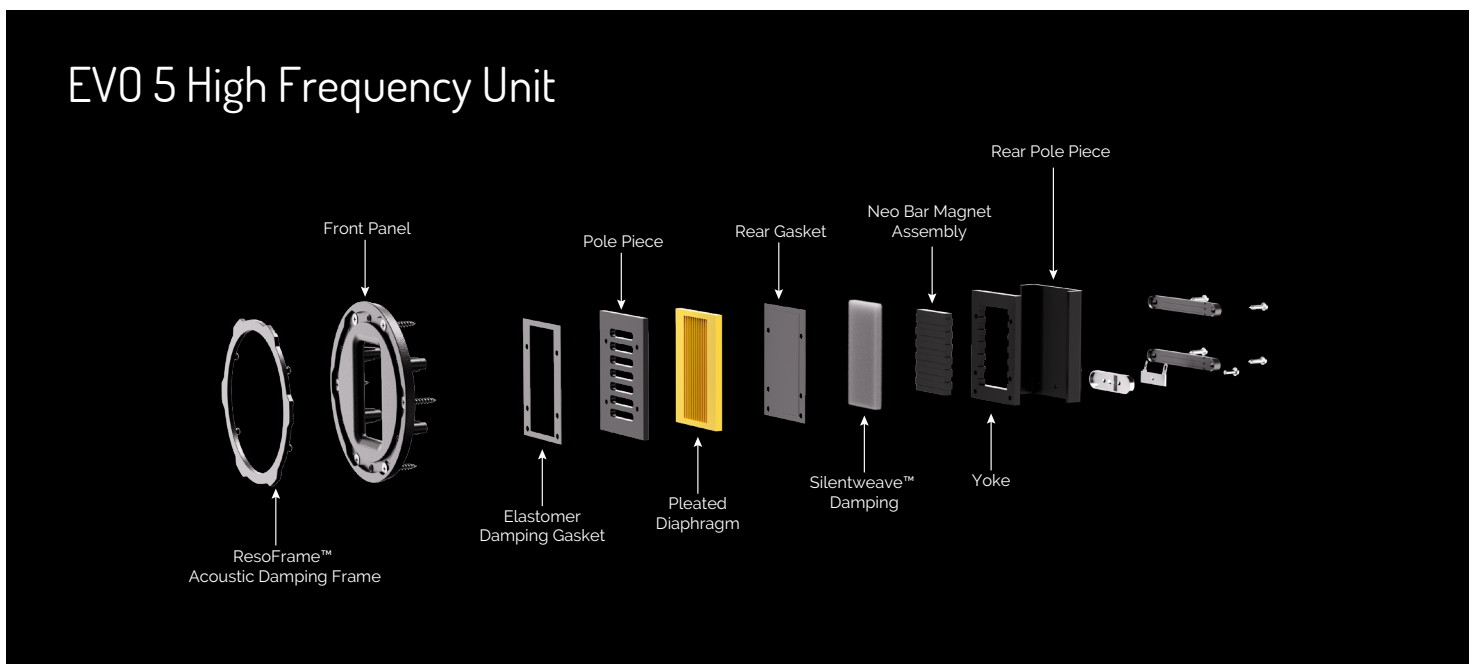 EVO 5 High Frequency Unit
Rear Pole Piece
Neo Bar Magnet
Assembly
Front Panel
Rear Gasket
Pole Piece
Silentweave™
Damping
Yoke
Pleated
Diaphragm
Elastomer
Damping Gasket
ResoFrame™
Acoustic Damping Frame